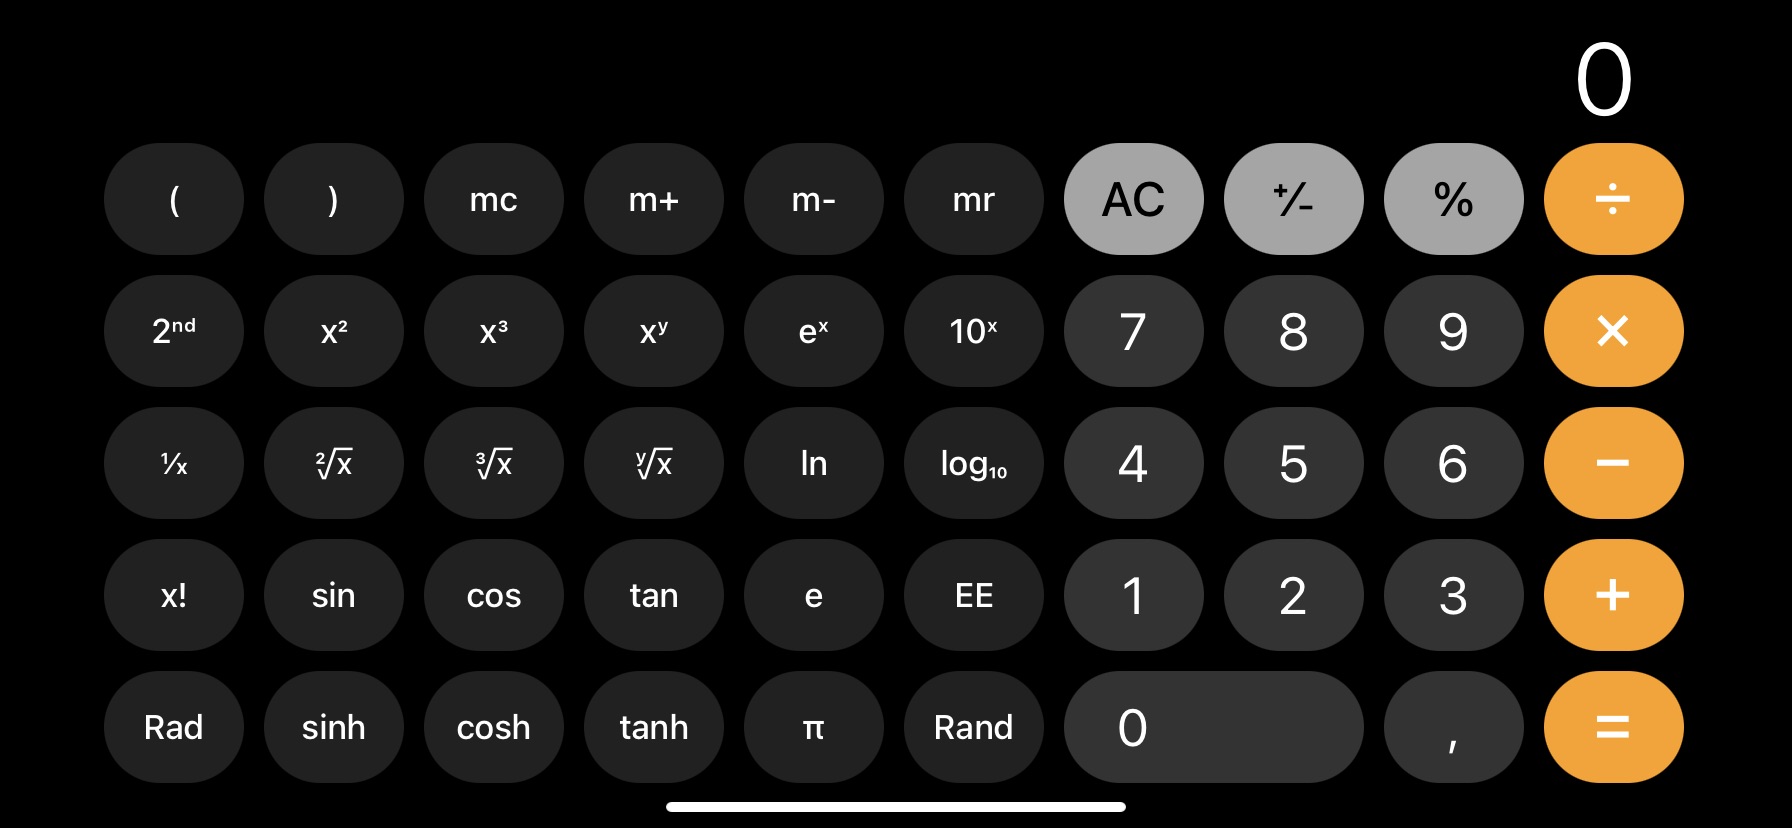 0
( ) mc m+ m- mr AC ⁺∕₋ % ÷
2ⁿᵈ x² x³ xʸ eˣ 10ˣ 7 8 9 ×
¹∕ₓ ²√x ³√x ʸ√x ln log₁₀ 4 5 6 −
x! sin cos tan e EE 1 2 3 +
Rad sinh cosh tanh π Rand 0 , =